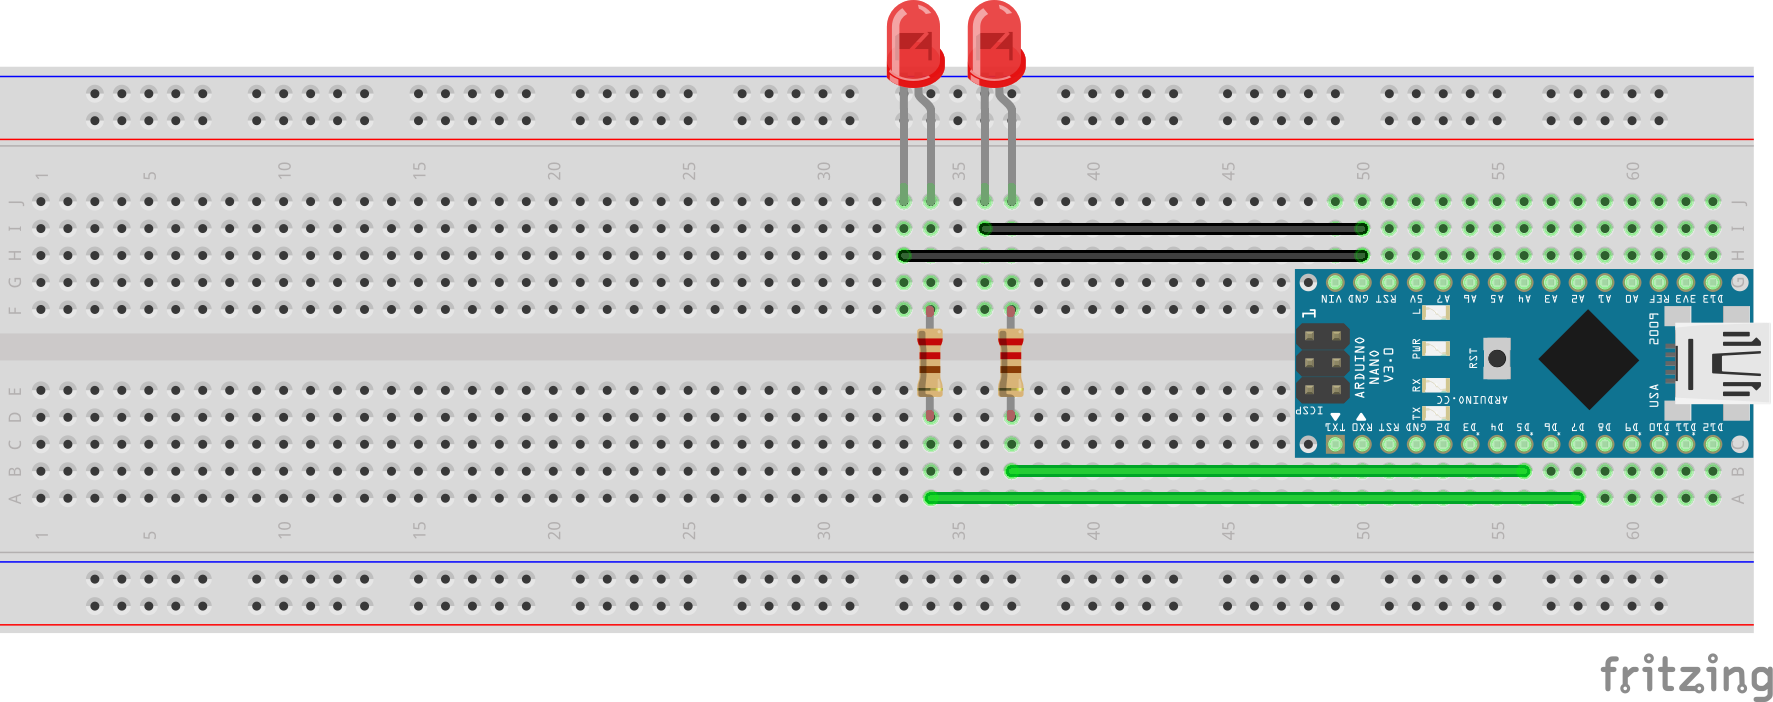 1 5 10 15 20 25 30 35 40 45 50 55 60
J J
I I
H H
G G
F
VIN GND RST 5V A7 A6 A5 A4 A3 A2 A1 A0 REF 3V3 D13
1
L
PWR
RX
TX
RST
ARDUINO
NANO
V3.0
ARDUINO.CC
ICSP
USA
TX1 RX0 RST GND D2 D3 D4 D5 D6 D7 D8 D9 D10 D11 D12
E
D
C C
B B
A A
1 5 10 15 20 25 30 35 40 45 50 55 60
fritzing